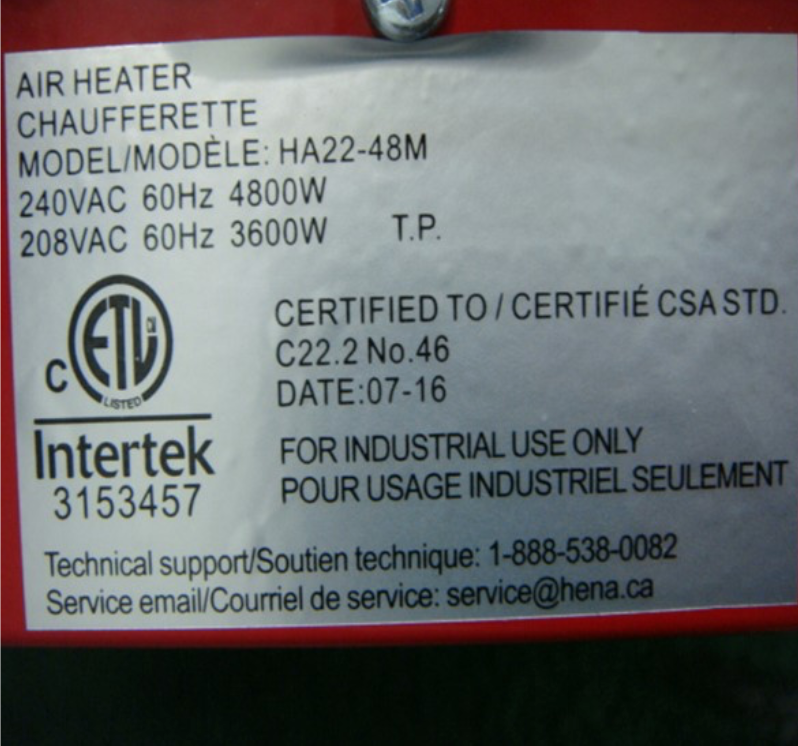 AIR HEATER
CHAUFFERETTE
MODEL/MODÈLE: HA22-48M
240VAC 60Hz 4800W
208VAC 60Hz 3600W T.P.
C ETL LISTED
CERTIFIED TO / CERTIFIÉ CSA STD.
C22.2 No.46
DATE:07-16
Intertek
3153457
FOR INDUSTRIAL USE ONLY
POUR USAGE INDUSTRIEL SEULEMENT
Technical support/Soutien technique: 1-888-538-0082
Service email/Courriel de service: service@hena.ca